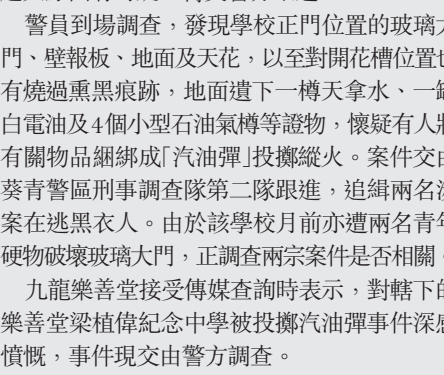 警員到場調查，發現學校正門位置的玻璃
門、壁報板、地面及天花，以至對開花槽位置
有燒過熏黑痕跡，地面遺下一樽天拿水、一
白電油及4個小型石油氣樽等證物，懷疑有人
有關物品綑綁成「汽油彈」投擲縱火。案件交
葵青警區刑事調查隊第二隊跟進，追緝兩名
案在逃黑衣人。由於該學校月前亦遭兩名青
硬物破壞玻璃大門，正調查兩宗案件是否相關
九龍樂善堂接受傳媒查詢時表示，對轄下
樂善堂梁植偉紀念中學被投擲汽油彈事件深
憤慨，事件現交由警方調查。